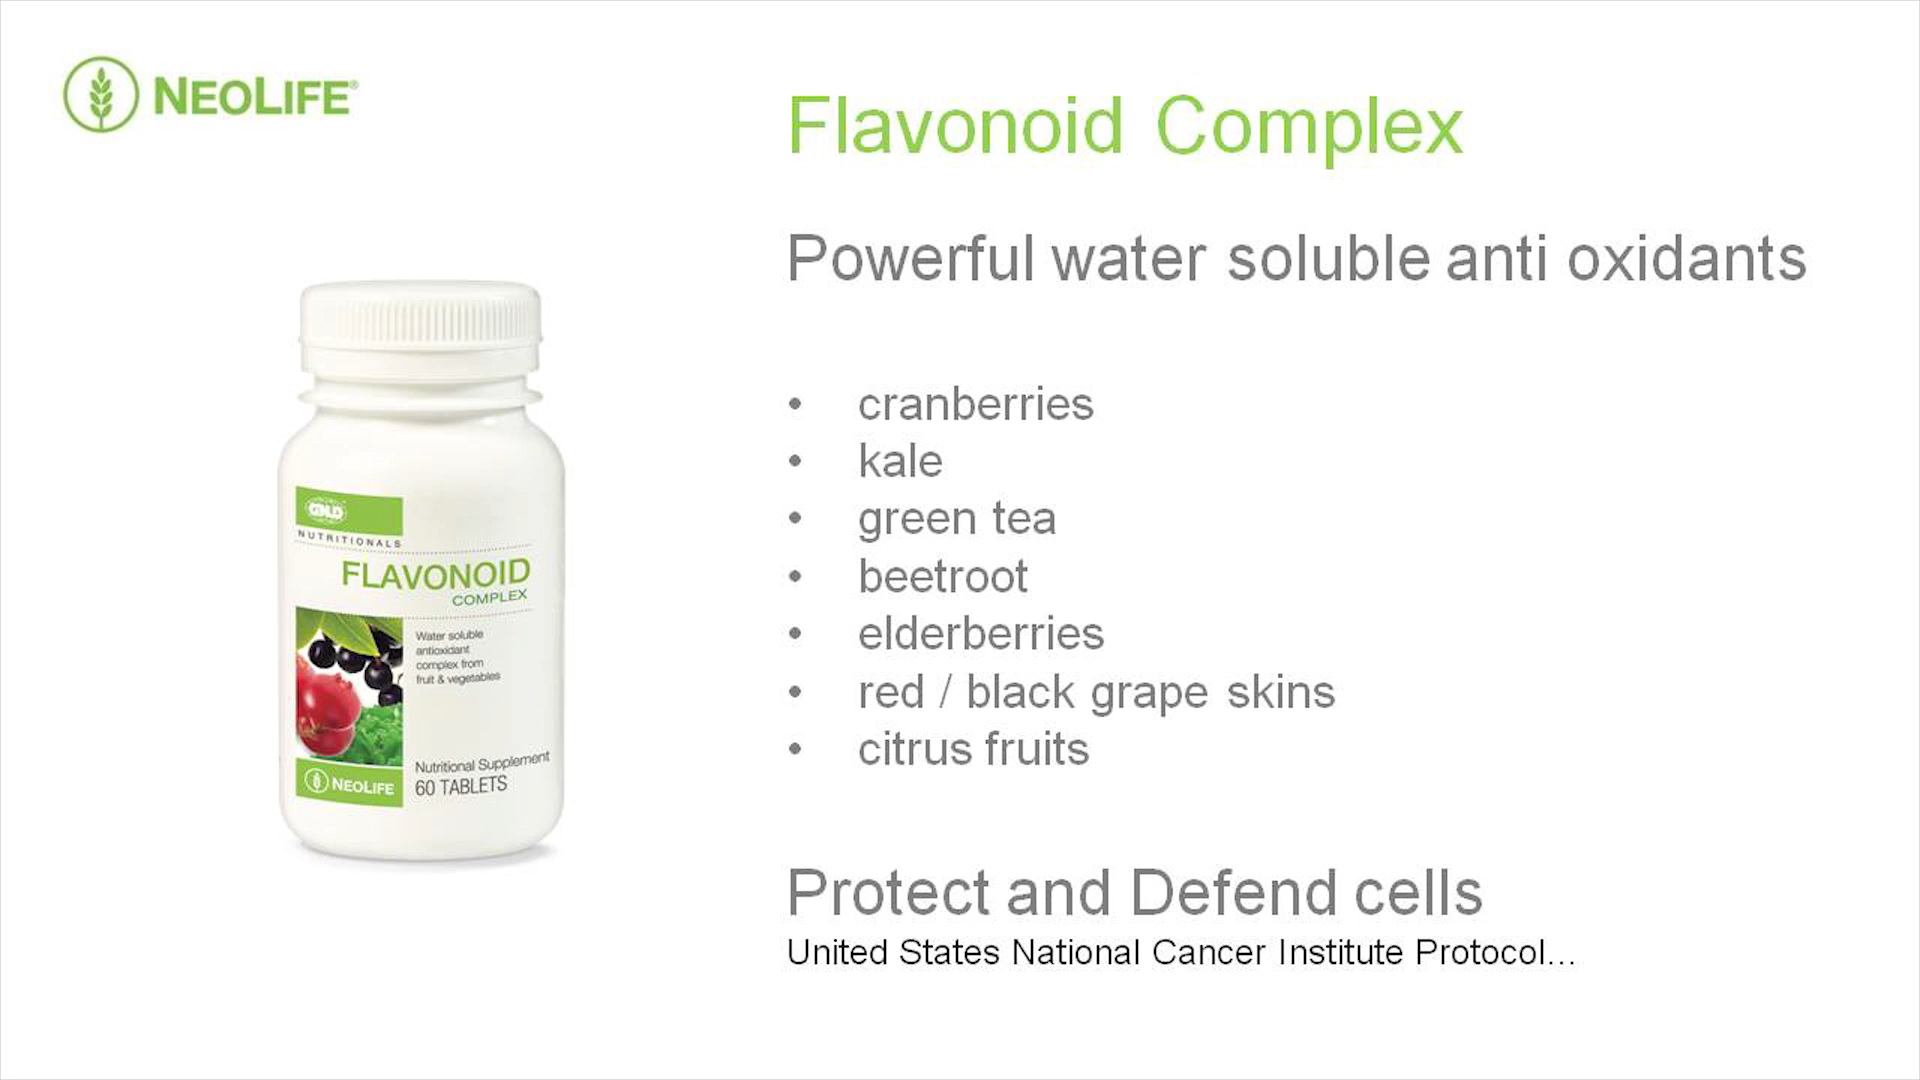 NEOLIFE®
Flavonoid Complex
Powerful water soluble anti oxidants
• cranberries
• kale
• green tea
• beetroot
• elderberries
• red / black grape skins
• citrus fruits
Protect and Defend cells
United States National Cancer Institute Protocol...
GNLD
NUTRITIONALS
FLAVONOID
COMPLEX
Water soluble
antioxidant
complex from
fruit & vegetables
Nutritional Supplement
60 TABLETS
NEOLIFE